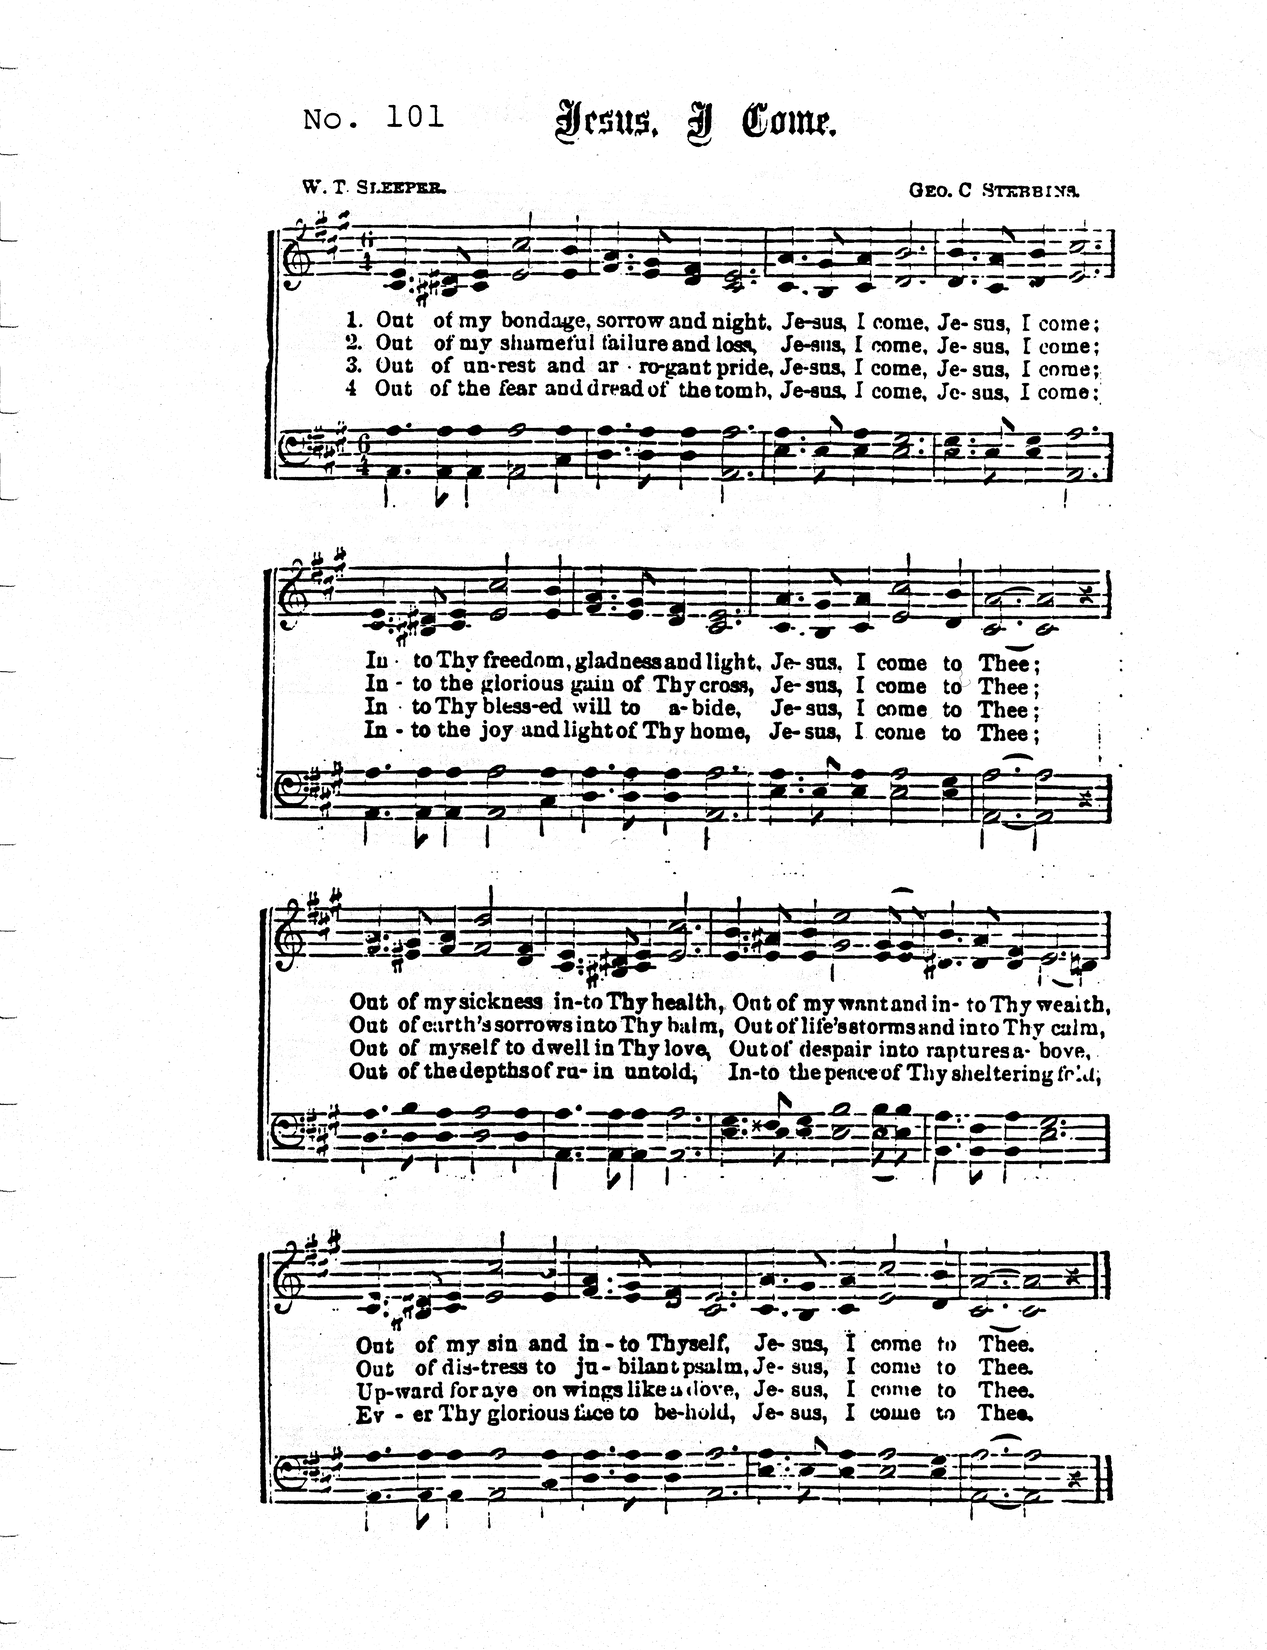 No. 101 Jesus, I Come.
W. T. SLEEPER. GEO. C STEBBINS.
1. Out of my bondage, sorrow and night, Je-sus, I come, Je- sus, I come;
2. Out of my shameful failure and loss, Je-sus, I come, Je- sus, I come;
3. Out of un-rest and ar - ro-gant pride, Je-sus, I come, Je- sus, I come;
4 Out of the fear and dread of the tomb, Je-sus, I come, Je- sus, I come;
6 4
In - to Thy freedom, gladness and light, Je- sus, I come to Thee;
In - to the glorious gain of Thy cross, Je- sus, I come to Thee;
In - to Thy bless-ed will to a-bide, Je- sus, I come to Thee;
In - to the joy and light of Thy home, Je- sus, I come to Thee;
Out of my sickness in-to Thy health, Out of my want and in- to Thy wealth,
Out of earth's sorrows into Thy balm, Out of life's storms and into Thy calm,
Out of myself to dwell in Thy love, Out of despair into raptures a- bove,
Out of the depths of ru- in untold, In-to the peace of Thy sheltering fold;
Out of my sin and in - to Thyself, Je- sus, I come to Thee.
Out of dis-tress to ju - bilant psalm, Je- sus, I come to Thee.
Up-ward for aye on wings like a dove, Je- sus, I come to Thee.
Ev - er Thy glorious face to be-hold, Je- sus, I come to Thee.